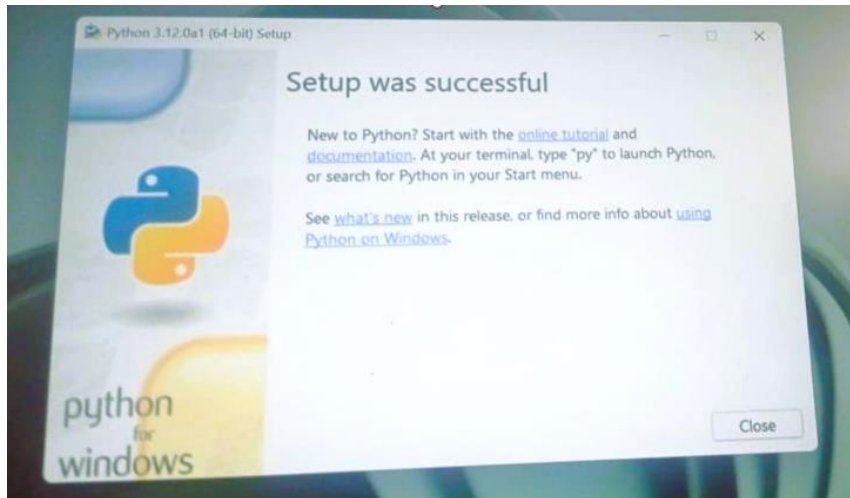 Python 3.12.0a1 (64-bit) Setup
Setup was successful
New to Python? Start with the online tutorial and
documentation. At your terminal, type "py" to launch Python,
or search for Python in your Start menu.
See what's new in this release, or find more info about using
Python on Windows.
python
for
windows
Close